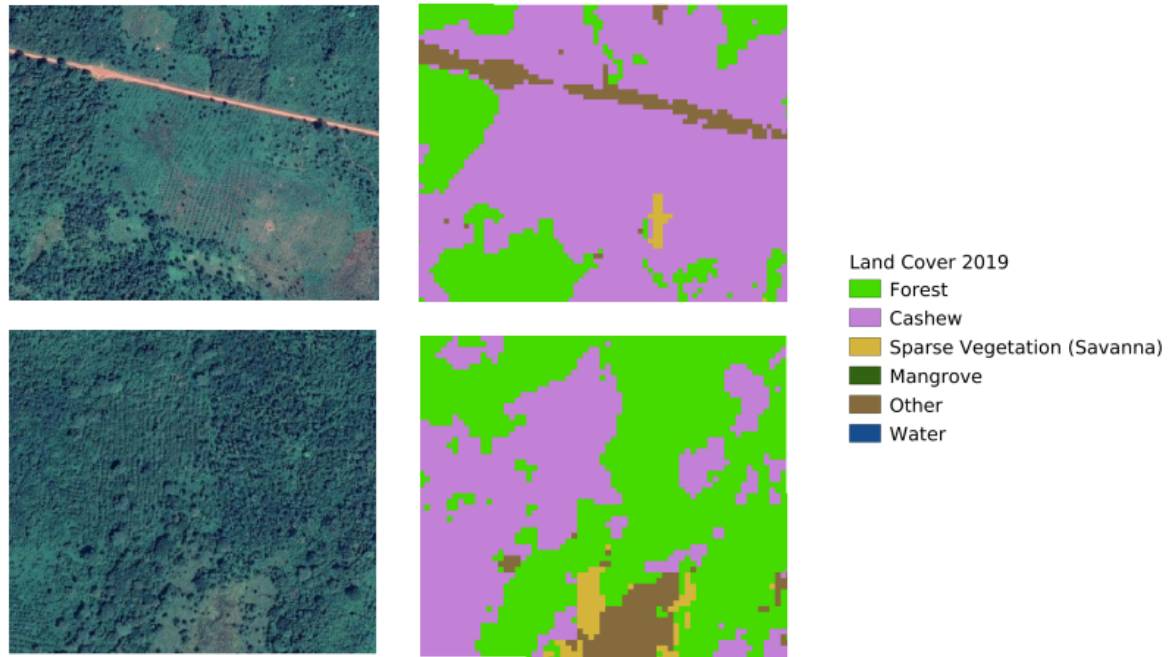 Land Cover 2019
Forest
Cashew
Sparse Vegetation (Savanna)
Mangrove
Other
Water